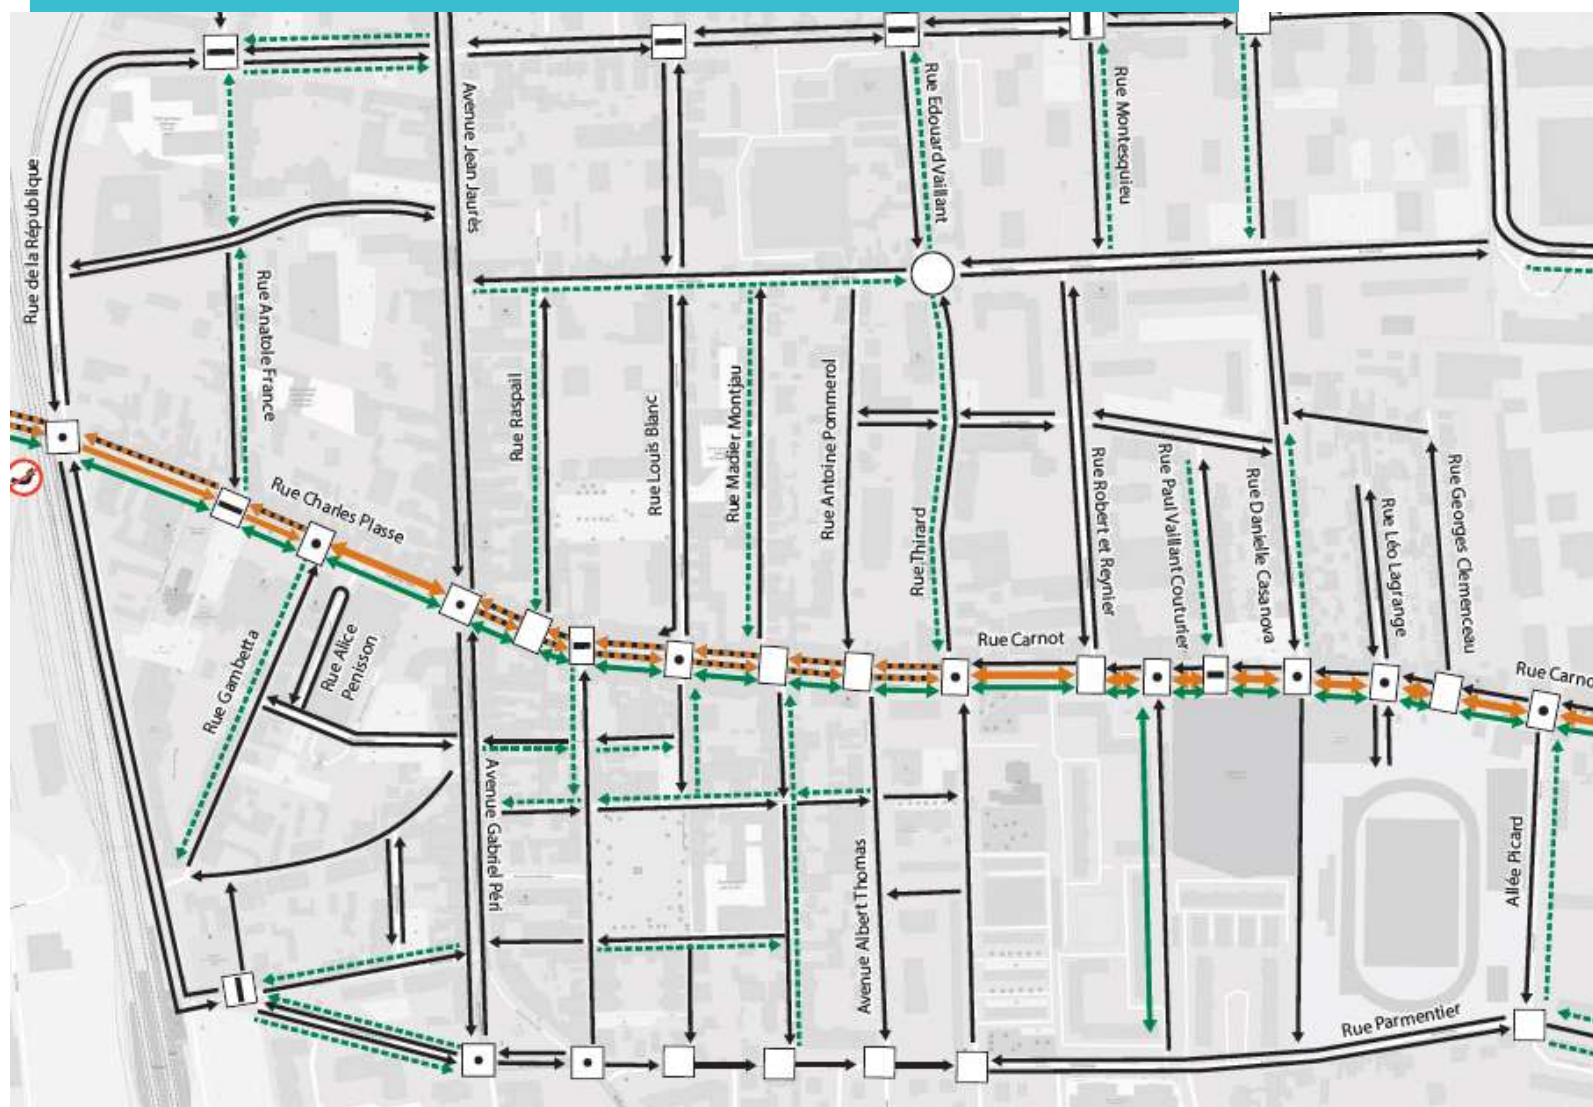 Rue de la République
Avenue Jean Jaurès
Rue Edouard Vaillant
Rue Montesquieu
Rue Anatole France
Rue Raspail
Rue Louis Blanc
Rue Madier Montjau
Rue Antoine Pommerol
Rue Thirard
Rue Robert et Reynier
Rue Paul Vaillant Couturier
Rue Danielle Casanova
Rue Léo Lagrange
Rue Georges Clemenceau
Rue Charles Plasse
Rue Gambetta
Rue Alice
Penisson
Rue Carnot
Rue Carno
Avenue Gabriel Péri
Avenue Albert Thomas
Allée Picard
Rue Parmentier